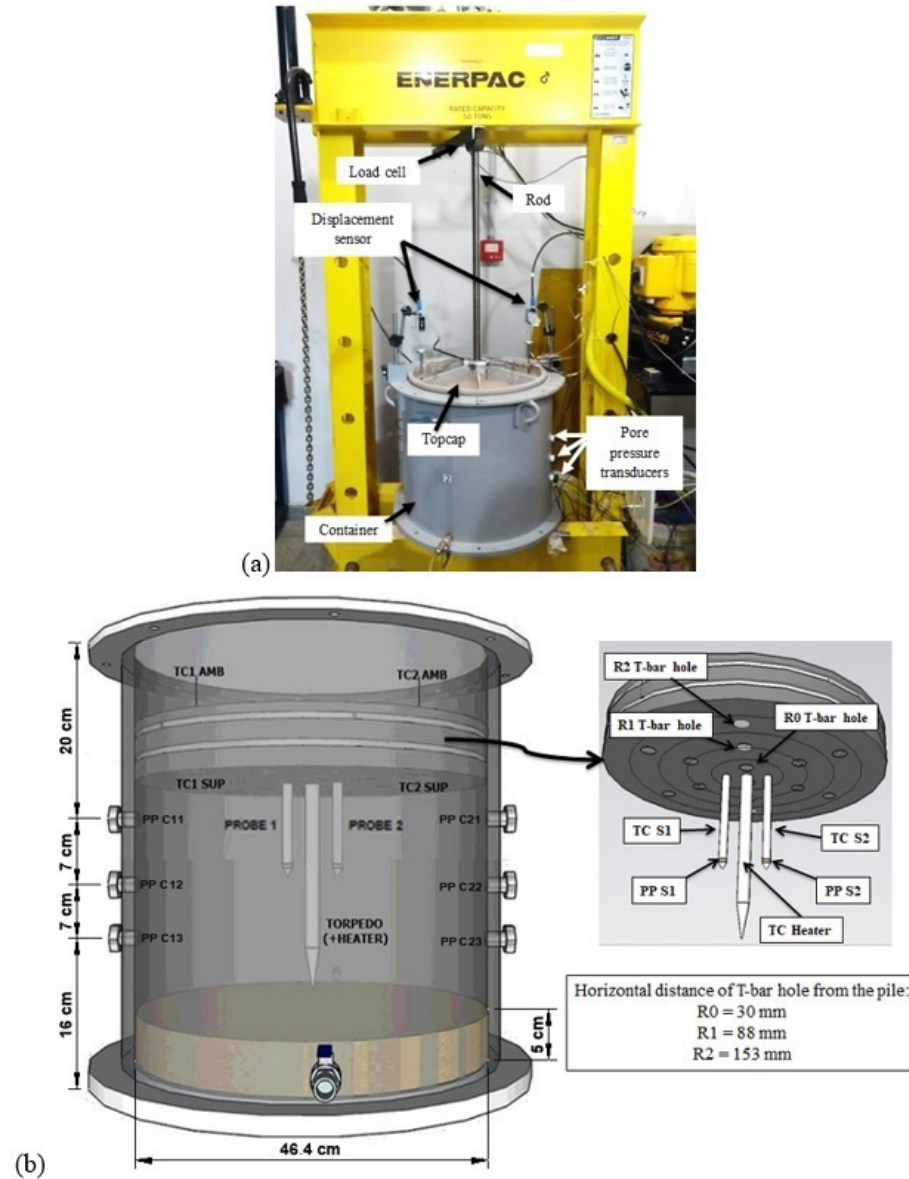 ENERPAC
RATED CAPACITY
50 TONS
Load cell
Rod
Displacement
sensor
Topcap
Pore
pressure
transducers
Container
(a)
TC1 AMB
TC2 AMB
20 cm
TC1 SUP
TC2 SUP
PP C11
PROBE 1
PROBE 2
PP C21
7 cm
PP C12
PP C22
7 cm
PP C13
TORPEDO
(+HEATER)
PP C23
16 cm
5 cm
46.4 cm
(b)
R2 T-bar hole
R1 T-bar hole
R0 T-bar hole
TC S1
TC S2
PP S1
PP S2
TC Heater
Horizontal distance of T-bar hole from the pile:
R0 = 30 mm
R1 = 88 mm
R2 = 153 mm